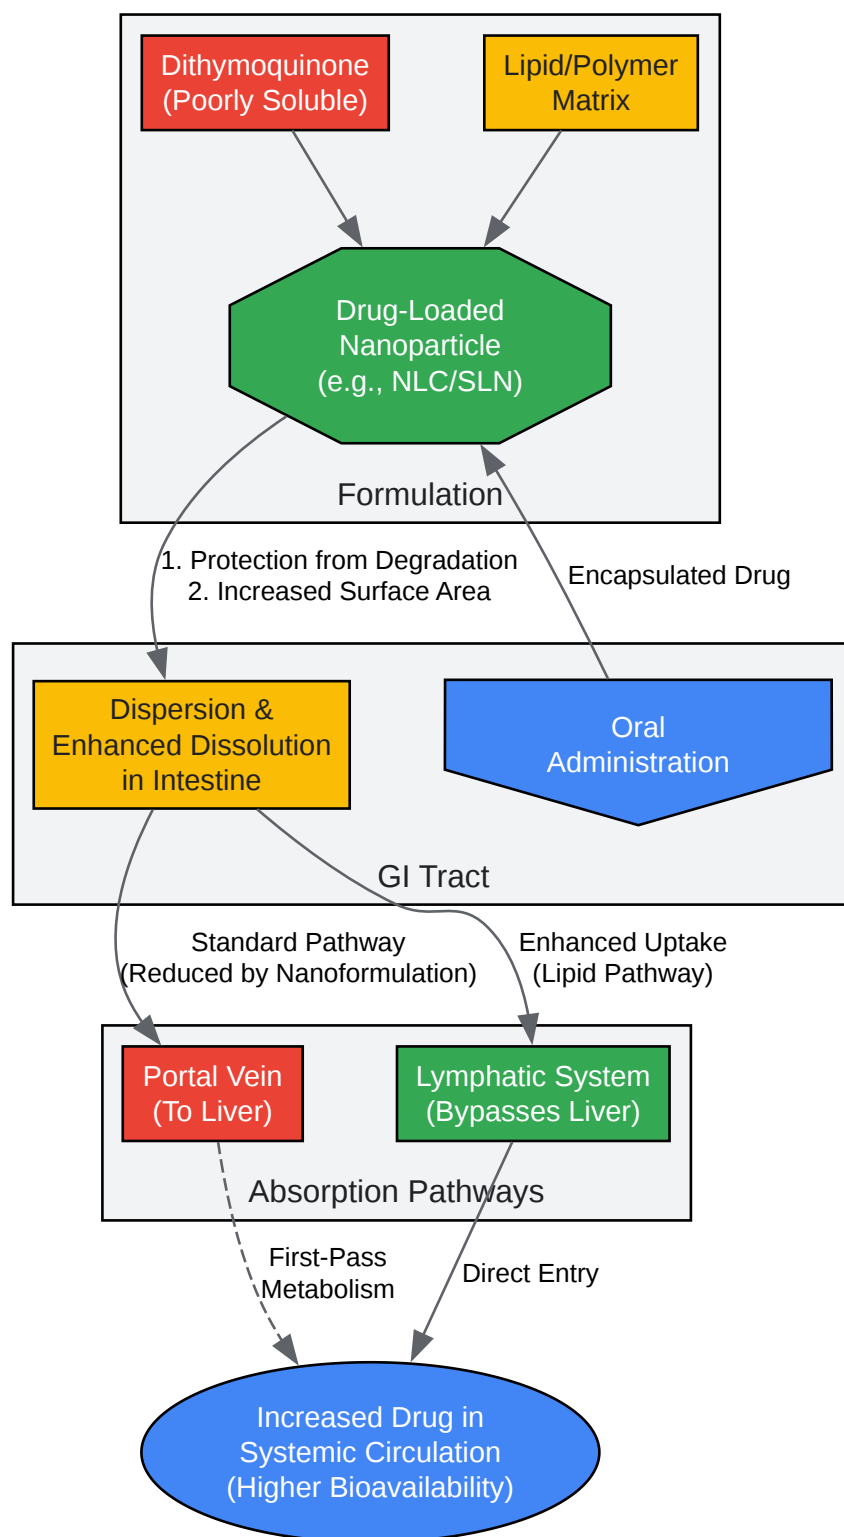 Dithymoquinone
(Poorly Soluble)
Lipid/Polymer
Matrix
Drug-Loaded
Nanoparticle
(e.g., NLC/SLN)
Formulation
1. Protection from Degradation
2. Increased Surface Area
Encapsulated Drug
Dispersion &
Enhanced Dissolution
in Intestine
Oral
Administration
GI Tract
Standard Pathway
(Reduced by Nanoformulation)
Enhanced Uptake
(Lipid Pathway)
Portal Vein
(To Liver)
Lymphatic System
(Bypasses Liver)
Absorption Pathways
First-Pass
Metabolism
Direct Entry
Increased Drug in
Systemic Circulation
(Higher Bioavailability)